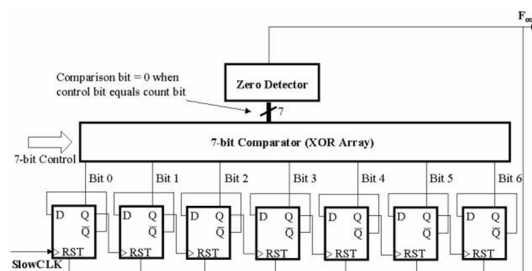 F
Comparison bit = 0 when
control bit equals count bit
Zero Detector
7
7-bit Comparator (XOR Array)
7-bit Control
Bit 0 Bit 1 Bit 2 Bit 3 Bit 4 Bit 5 Bit 6
D Q D Q D Q D Q D Q D Q D Q
Q Q Q Q Q Q Q
RST RST RST RST RST RST RST
SlowCLK